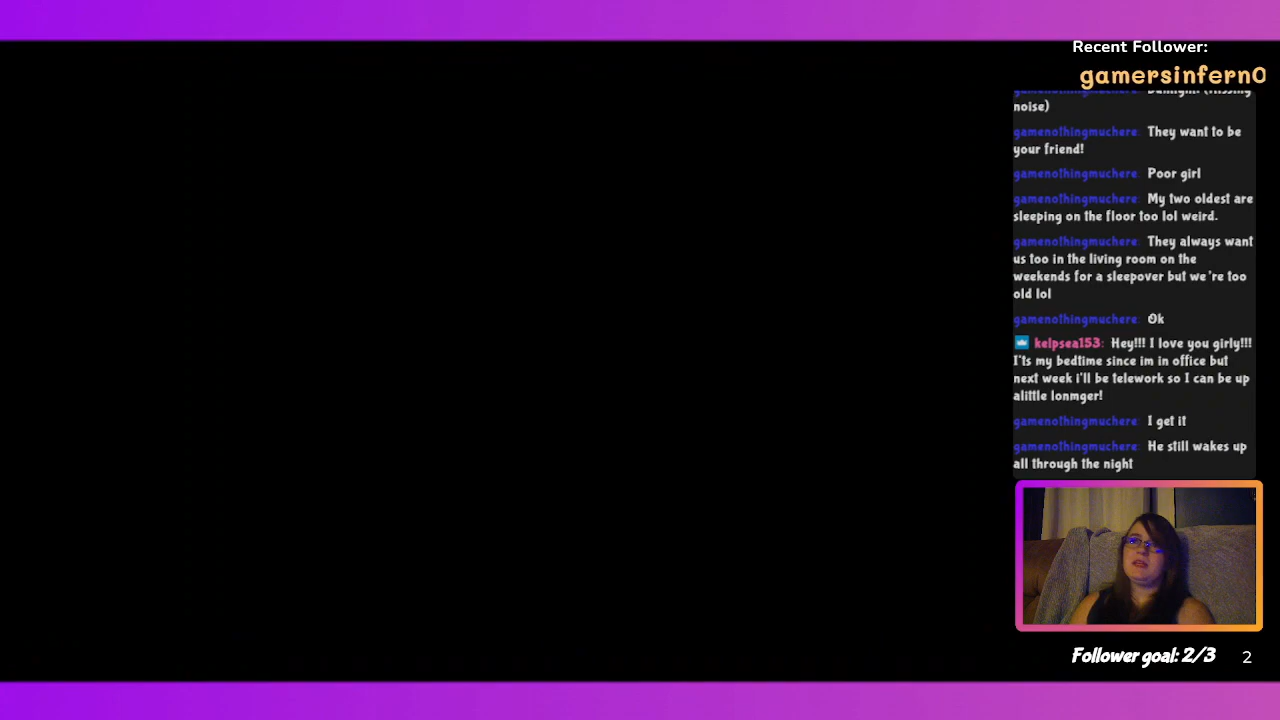 Recent Follower:
gamersinfern0
noise)
gamenothingmuchere: They want to be
your friend!
gamenothingmuchere: Poor girl
gamenothingmuchere: My two oldest are
sleeping on the floor too lol weird.
gamenothingmuchere: They always want
us too in the living room on the
weekends for a sleepover but we're too
old lol
gamenothingmuchere: Ok
kelpsea153: Hey!!! I love you girly!!!
I'ts my bedtime since im in office but
next week i'll be telework so I can be up
alittle lonmger!
gamenothingmuchere: I get it
gamenothingmuchere: He still wakes up
all through the night
Follower goal: 2/3 2